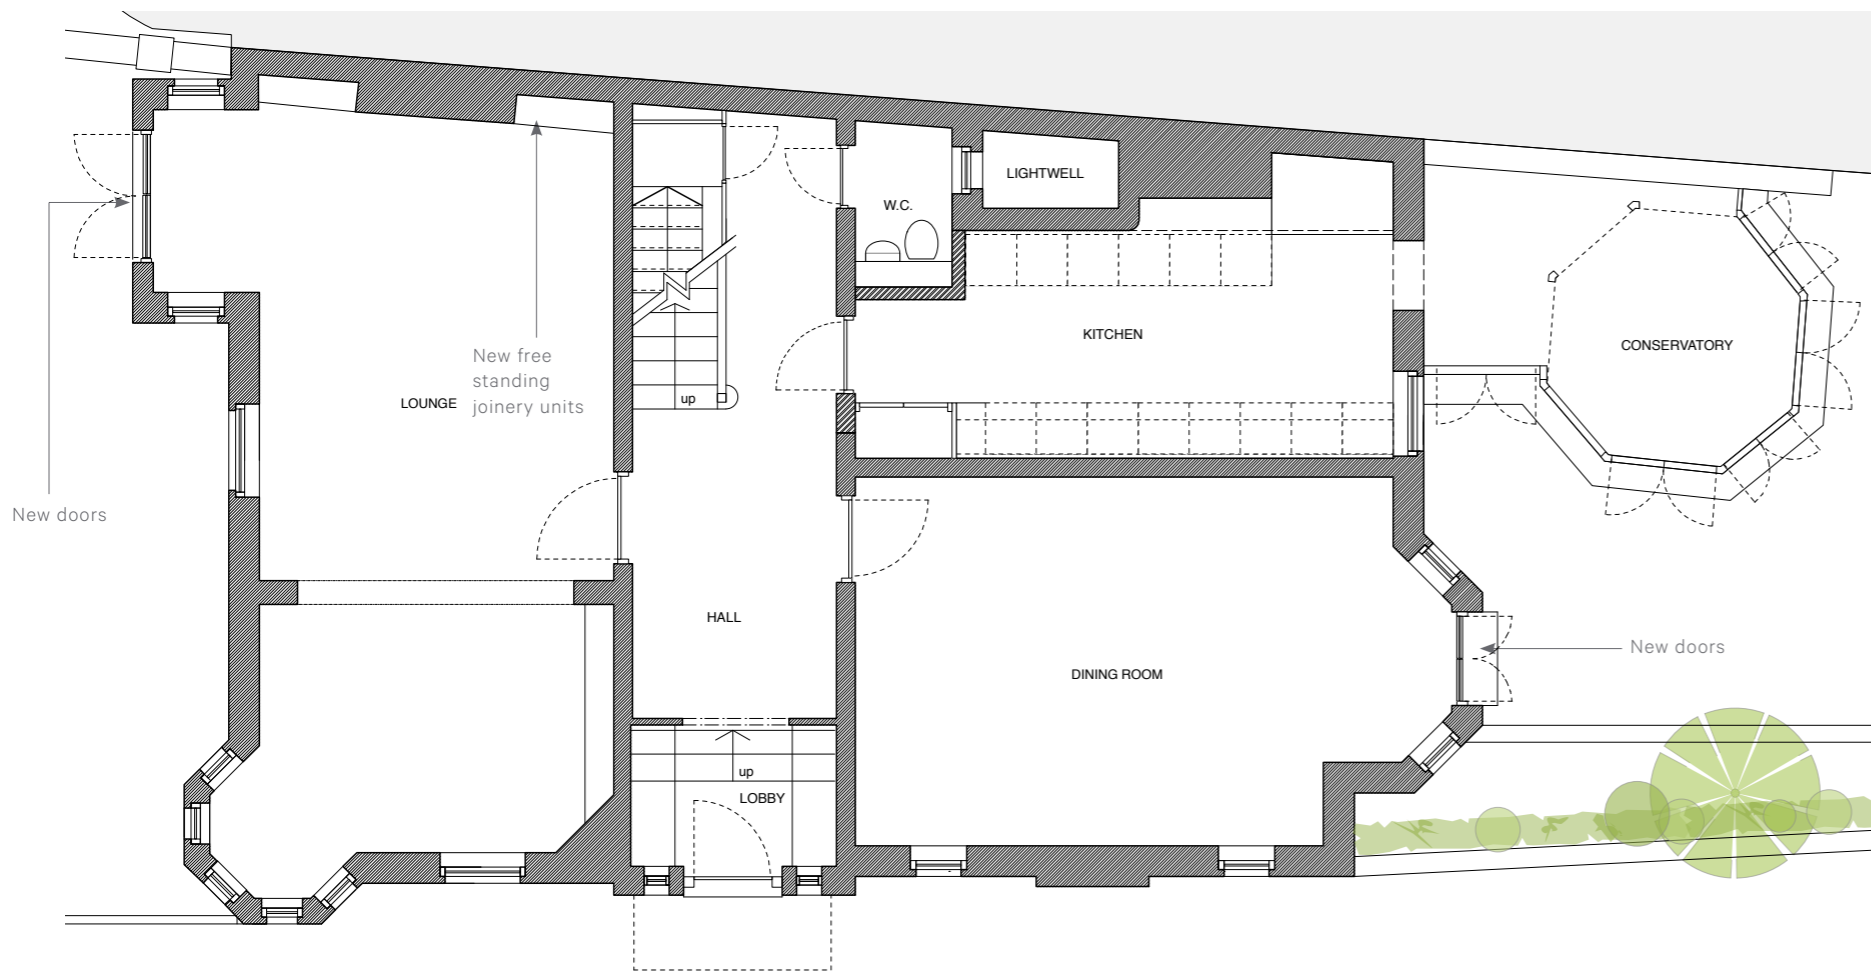 LIGHTWELL
W.C.
KITCHEN
CONSERVATORY
New free
standing
joinery units
LOUNGE
up
New doors
HALL
DINING ROOM
New doors
up
LOBBY